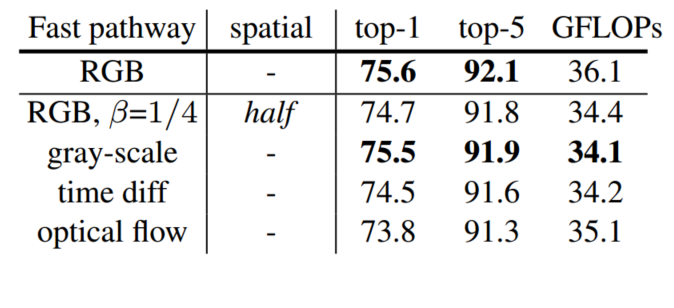 Fast pathway spatial top-1 top-5 GFLOPs
RGB - 75.6 92.1 36.1
RGB, β=1/4 half 74.7 91.8 34.4
gray-scale - 75.5 91.9 34.1
time diff - 74.5 91.6 34.2
optical flow - 73.8 91.3 35.1